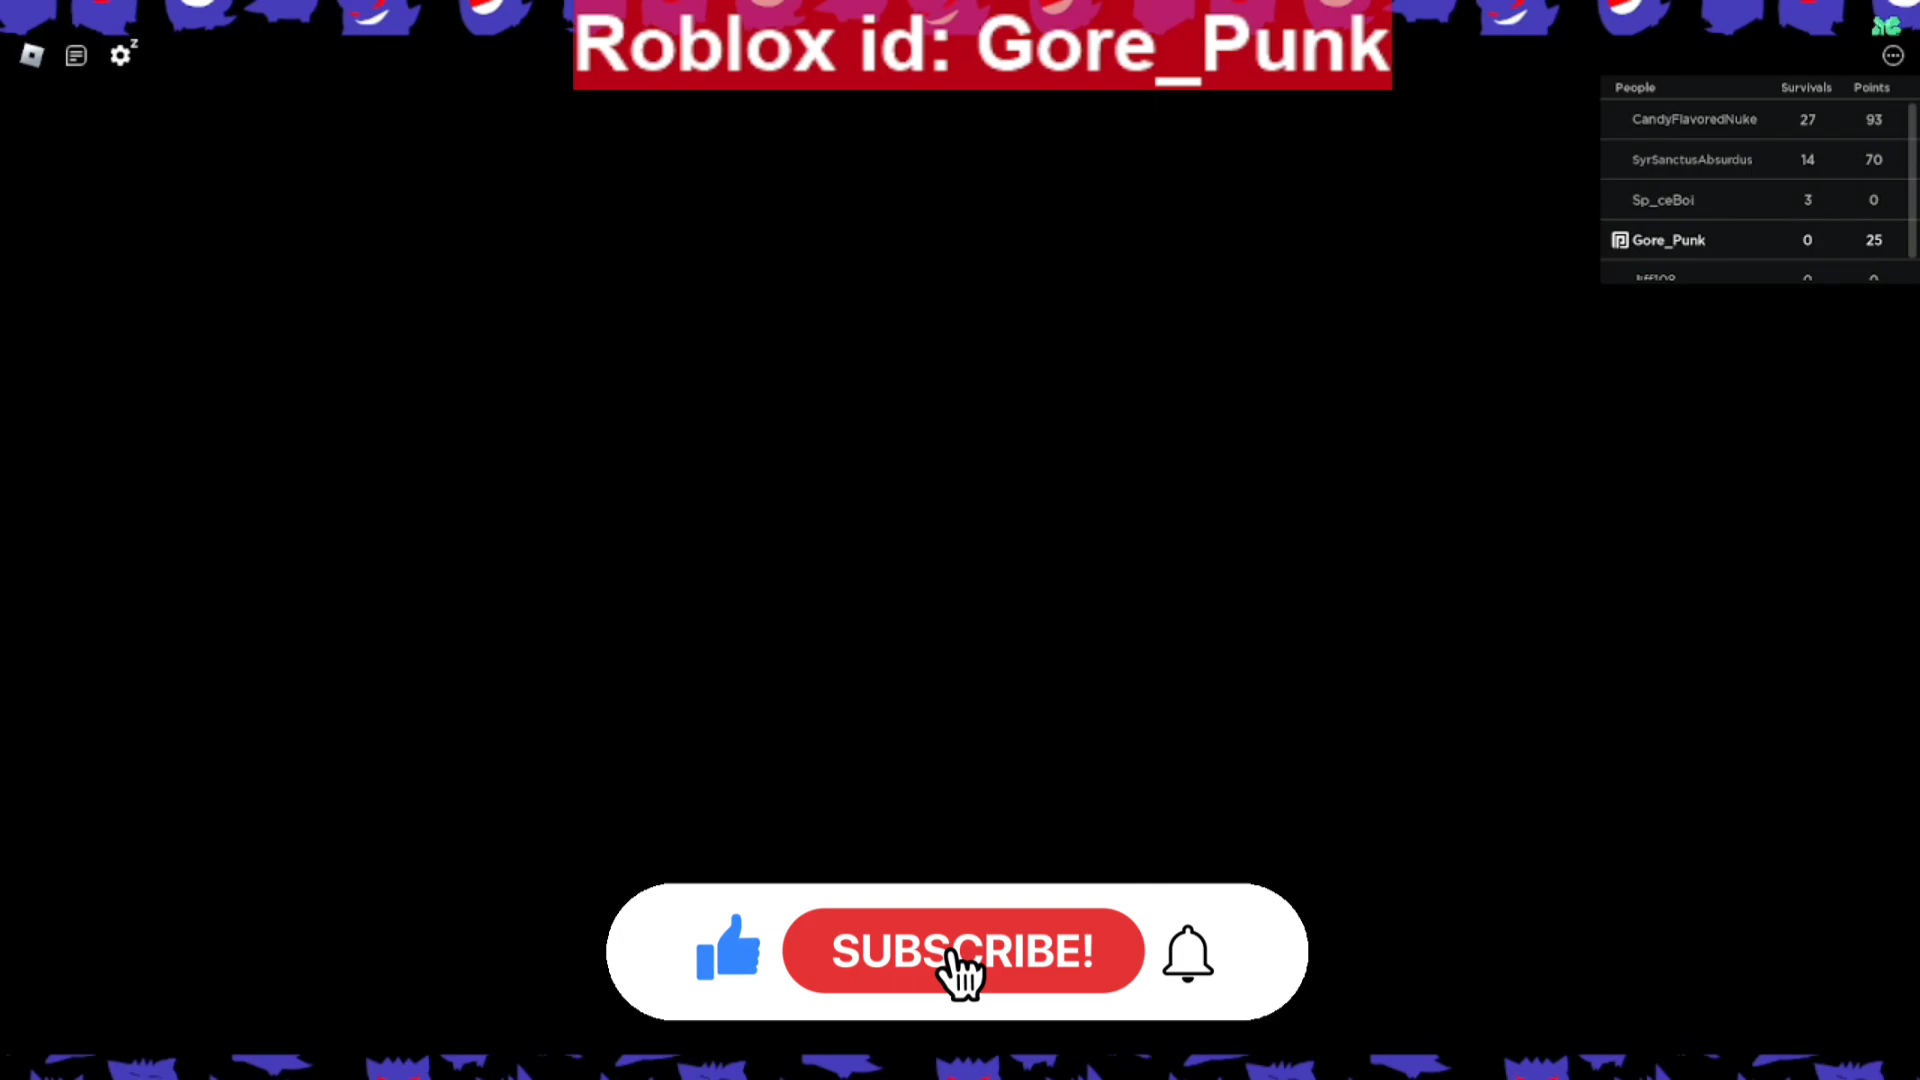 Roblox id: Gore_Punk
z
People Survivals Points
CandyFlavoredNuke 27 93
SyrSanctusAbsurdus 14 70
Sp_ceBoi 3 0
Gore_Punk 0 25
SUBSCRIBE!